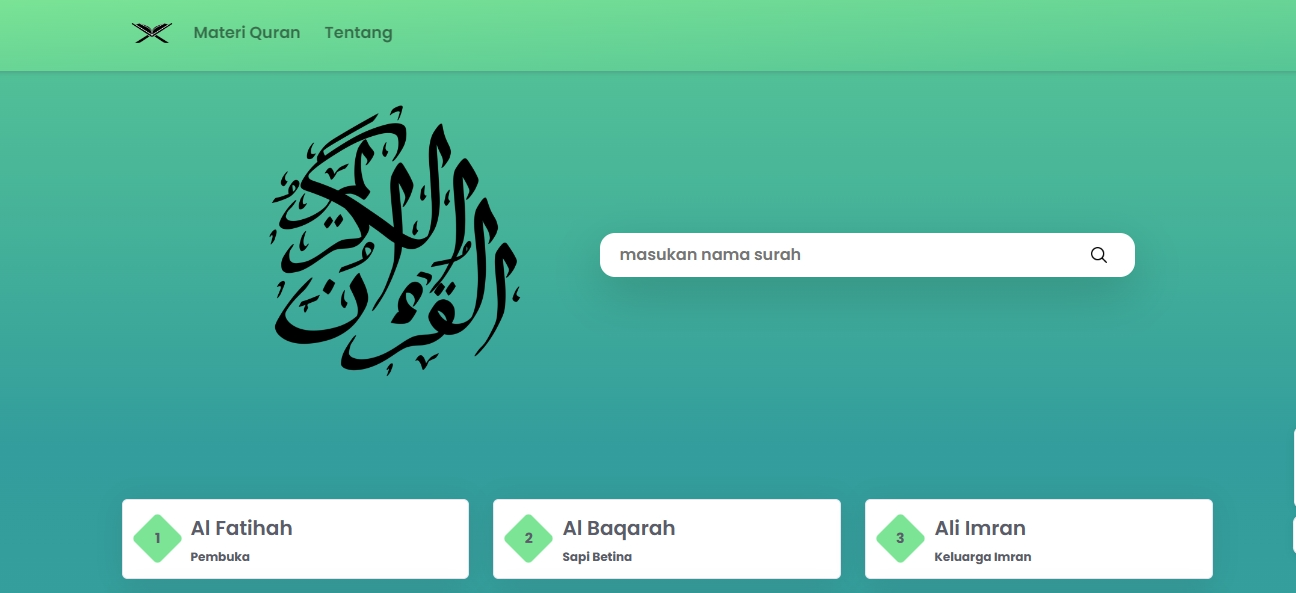 Materi Quran
Tentang
القرءان الكريم
masukan nama surah
1
Al Fatihah
Pembuka
2
Al Baqarah
Sapi Betina
3
Ali Imran
Keluarga Imran